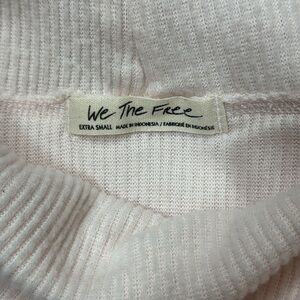 We The Free
EXTRA SMALL MADE IN INDONESIA / FABRIQUÉ EN INDONÉSIE